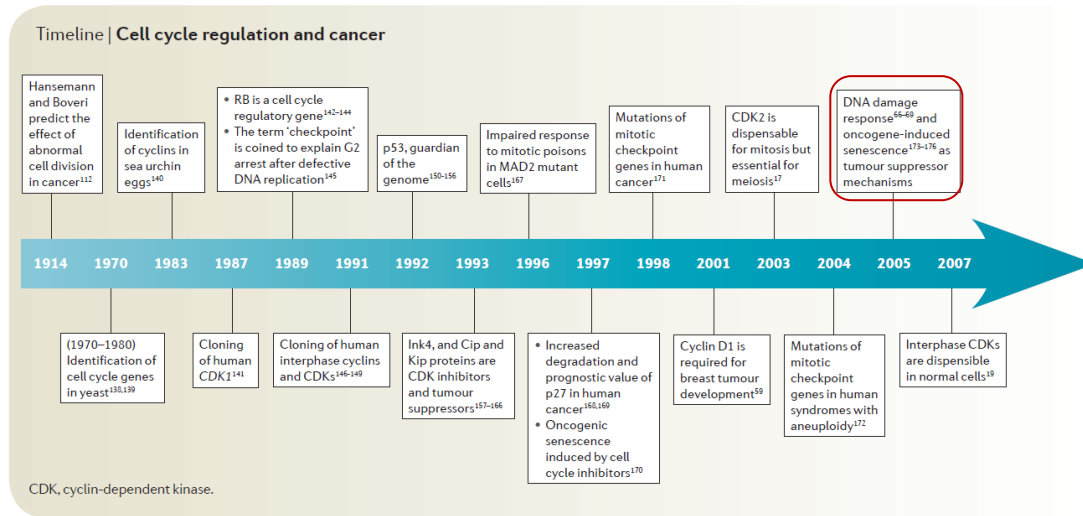 Timeline | Cell cycle regulation and cancer
Hansemann
and Boveri
predict the
effect of
abnormal
cell division
in cancer¹¹²
Identification
of cyclins in
sea urchin
eggs¹⁴⁰
• RB is a cell cycle
regulatory gene¹⁴²⁻¹⁴⁴
• The term ‘checkpoint’
is coined to explain G2
arrest after defective
DNA replication¹⁴⁵
p53, guardian
of the
genome¹⁵⁰⁻¹⁵⁶
Impaired response
to mitotic poisons
in MAD2 mutant
cells¹⁶⁷
Mutations of
mitotic
checkpoint
genes in human
cancer¹⁷¹
CDK2 is
dispensable
for mitosis but
essential for
meiosis¹⁷
DNA damage
response⁶⁶⁻⁶⁹ and
oncogene-induced
senescence¹⁷³⁻¹⁷⁶ as
tumour suppressor
mechanisms
1914 1970 1983 1987 1989 1991 1992 1993 1996 1997 1998 2001 2003 2004 2005 2007
(1970–1980)
Identification of
cell cycle genes
in yeast¹³⁸,¹³⁹
Cloning
of human
CDK1¹⁴¹
Cloning of human
interphase cyclins
and CDKs¹⁴⁶⁻¹⁴⁹
Ink4, and Cip and
Kip proteins are
CDK inhibitors
and tumour
suppressors¹⁵⁷⁻¹⁶⁶
• Increased
degradation and
prognostic value of
p27 in human
cancer¹⁶⁸,¹⁶⁹
• Oncogenic
senescence
induced by cell
cycle inhibitors¹⁷⁰
Cyclin D1 is
required for
breast tumour
development⁵⁹
Mutations of
mitotic
checkpoint
genes in human
syndromes with
aneuploidy¹⁷²
Interphase CDKs
are dispensible
in normal cells¹⁹
CDK, cyclin-dependent kinase.